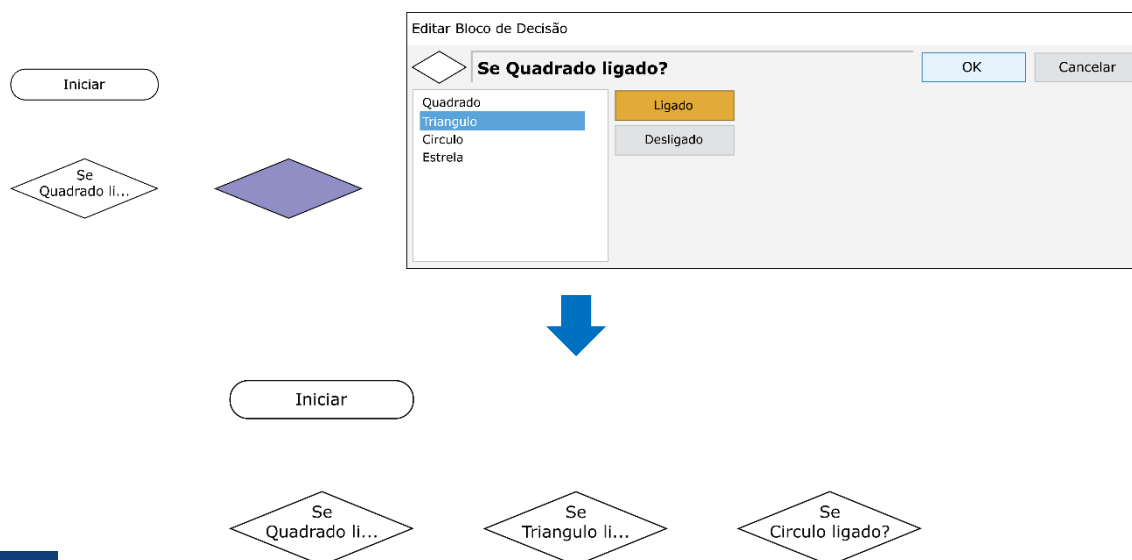 Editar Bloco de Decisão
Se Quadrado ligado?
OK
Cancelar
Iniciar
Quadrado
Triangulo
Circulo
Estrela
Ligado
Desligado
Se
Quadrado li...
Iniciar
Se
Quadrado li...
Se
Triangulo li...
Se
Circulo ligado?